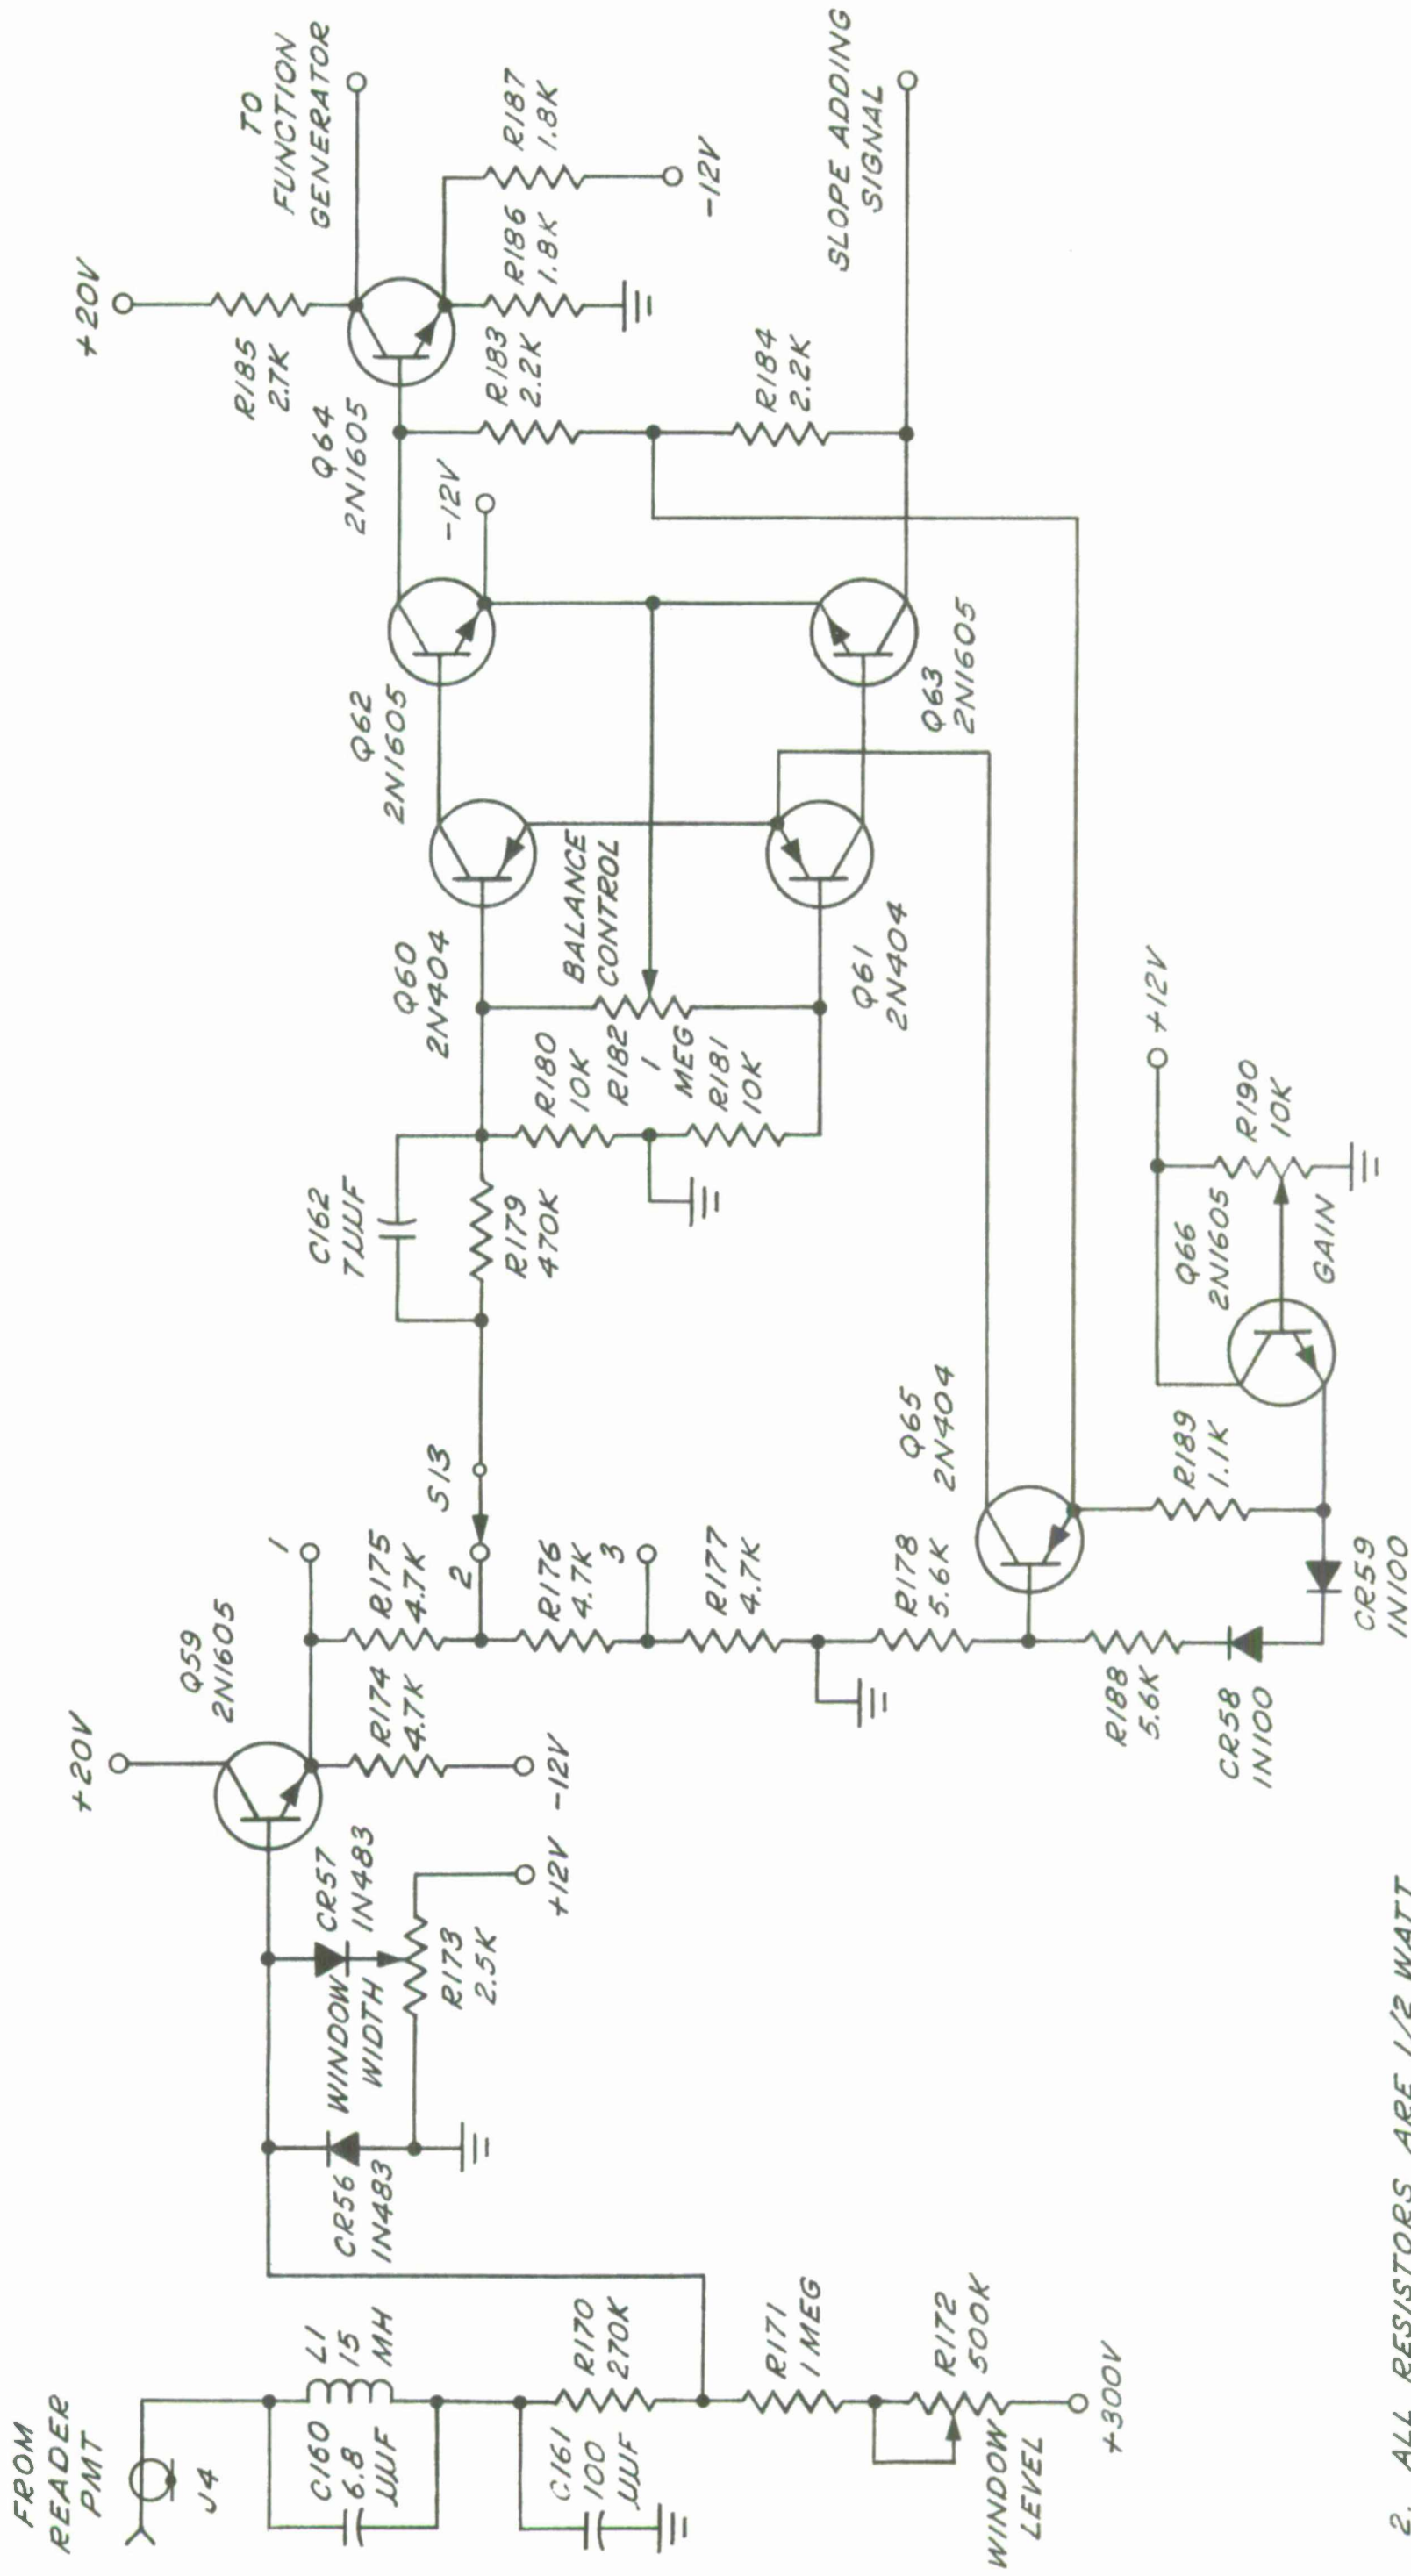 FROM
READER
PMT
J4
C160
6.8
UUF
L1
15
MH
C161
100
UUF
R170
270K
R171
1 MEG
R172
500K
WINDOW
LEVEL
+300V
CR56
1N483
WINDOW
WIDTH
CR57
1N483
R173
2.5K
+12V
+20V
Q59
2N1605
R174
4.7K
-12V
1
R175
4.7K
2
S13
R176
4.7K
3
R177
4.7K
R178
5.6K
R188
5.6K
CR58
1N100
CR59
1N100
Q65
2N404
R189
1.1K
Q66
2N1605
GAIN
R190
10K
+12V
C162
7UUF
R179
470K
R180
10K
R182
1
MEG
R181
10K
BALANCE
CONTROL
Q60
2N404
Q61
2N404
Q62
2N1605
Q63
2N1605
-12V
Q64
2N1605
R183
2.2K
R184
2.2K
+20V
R185
2.7K
R186
1.8K
R187
1.8K
-12V
TO
FUNCTION
GENERATOR
SLOPE ADDING
SIGNAL
2. ALL RESISTORS ARE 1/2 WATT